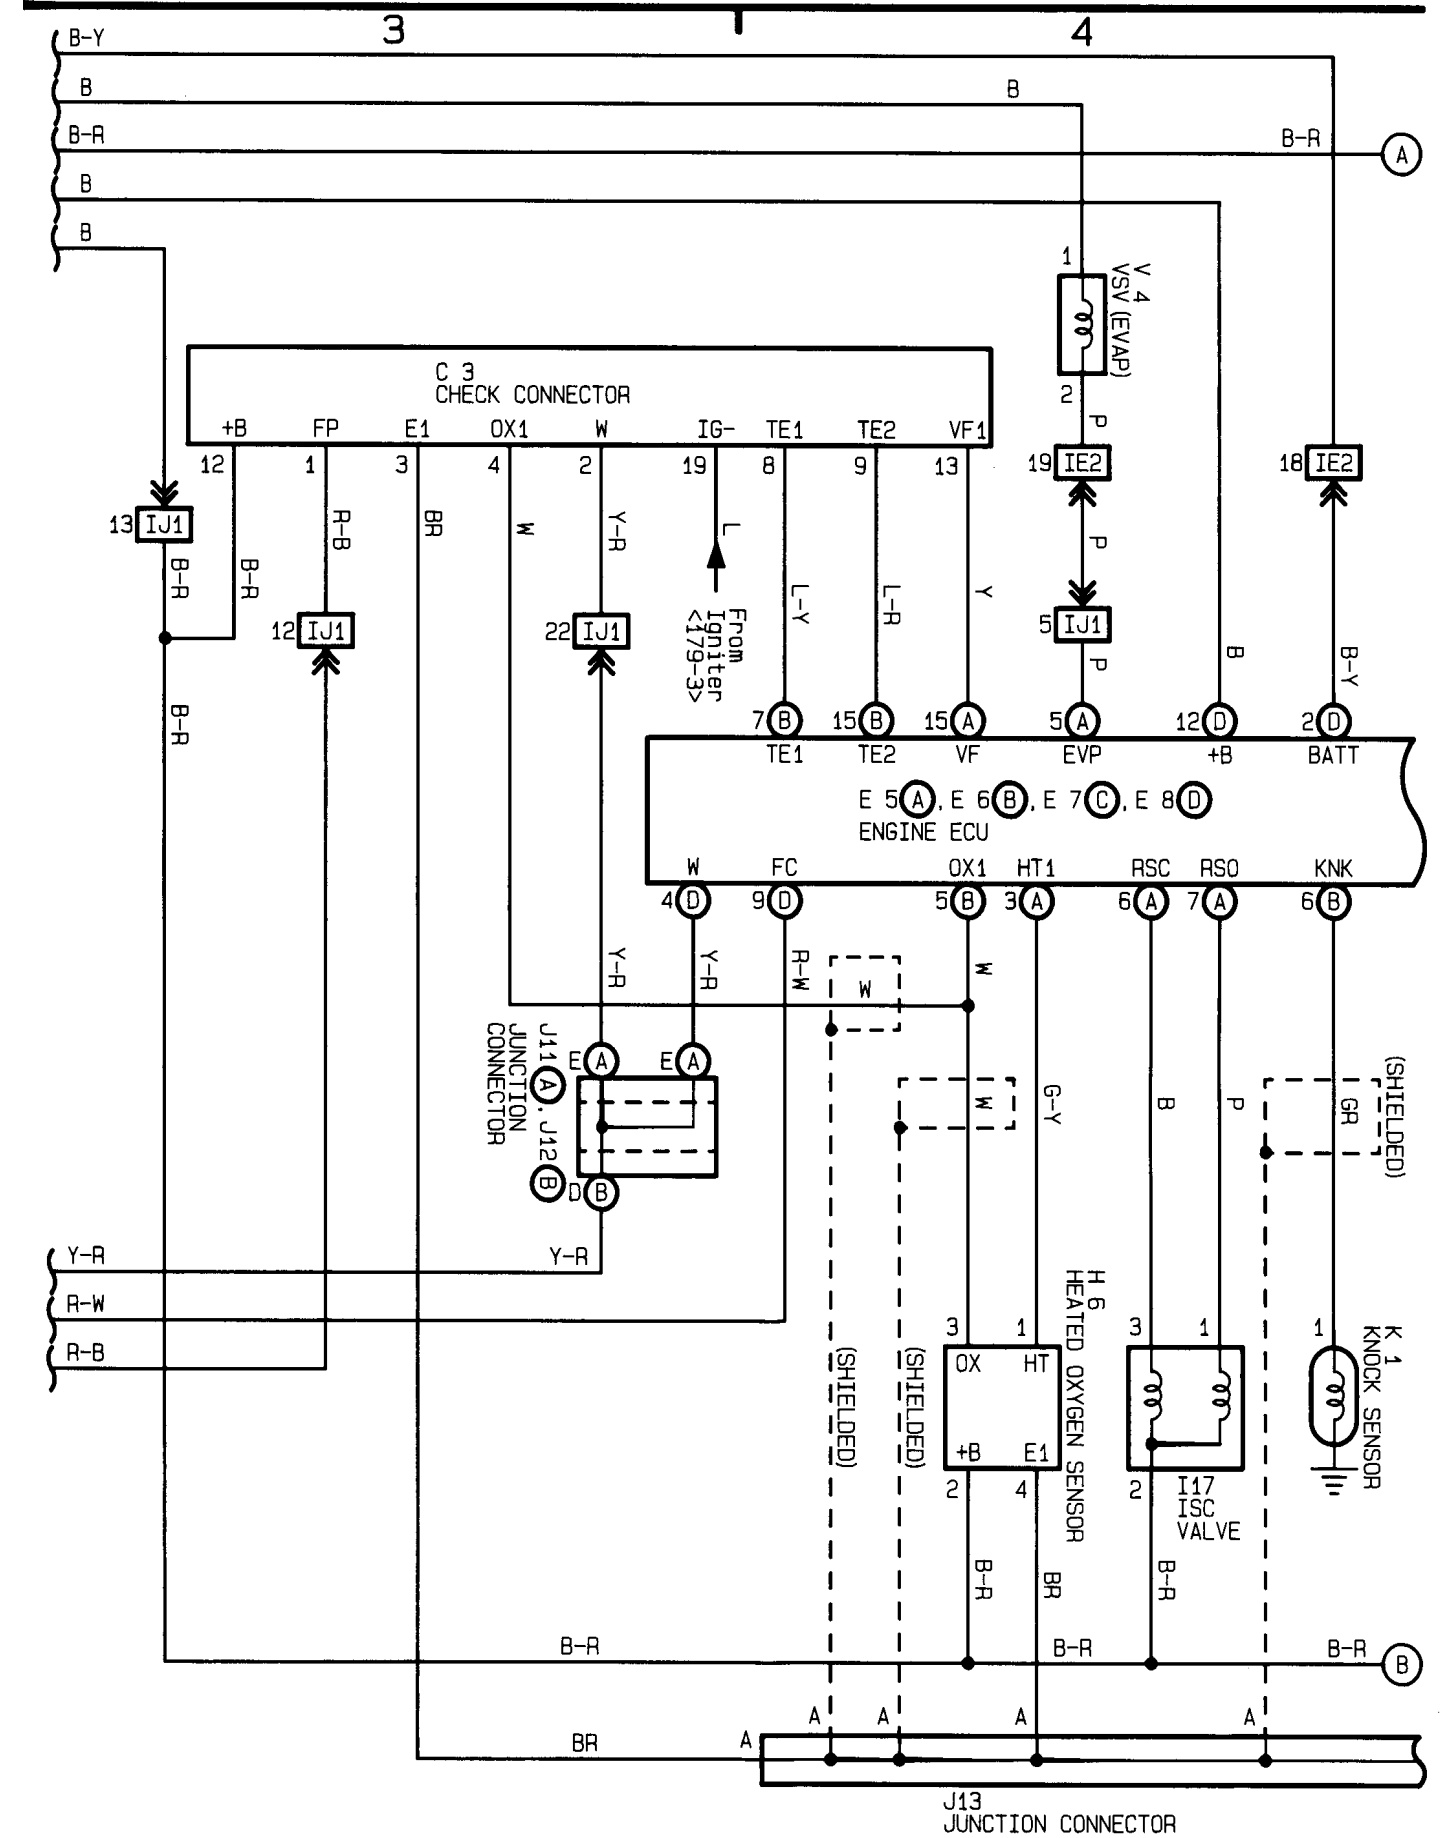 3 4
B-Y
B B
B-R B-R A
B
B
1
V 4
VSV (EVAP)
2
P
C 3
CHECK CONNECTOR
+B FP E1 OX1 W IG- TE1 TE2 VF1
12 1 3 4 2 19 8 9 13
19 IE2 18 IE2
13 IJ1
R-B BR W Y-R L P
B-R B-R
L-Y L-R Y
12 IJ1 22 IJ1 5 IJ1
From
Igniter
<179-3>
P B B-Y
B-R
7 B 15 B 15 A 5 A 12 D 2 D
TE1 TE2 VF EVP +B BATT
E 5 A, E 6 B, E 7 C, E 8 D
ENGINE ECU
W FC OX1 HT1 RSC RSO KNK
4 D 9 D 5 B 3 A 6 A 7 A 6 B
Y-R Y-R R-W W W
J11 A, J12 B
JUNCTION
CONNECTOR
E A E A
D B
W G-Y B P GR
(SHIELDED)
Y-R Y-R
R-W
R-B
3 1 3 1 1
H 6
HEATED OXYGEN SENSOR
OX HT
+B E1
2 4 2
K 1
KNOCK SENSOR
(SHIELDED) (SHIELDED)
I17
ISC
VALVE
B-R BR B-R
B-R B-R B-R B
A A A A
BR A
J13
JUNCTION CONNECTOR